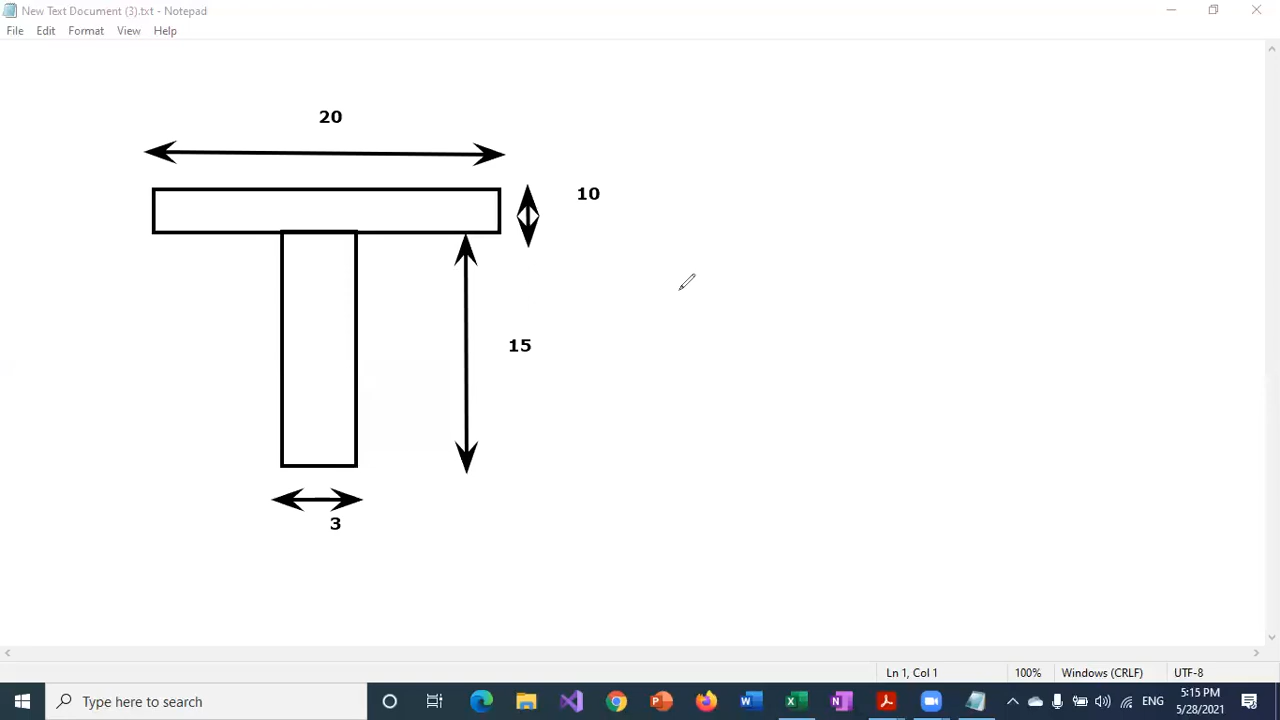 New Text Document (3).txt - Notepad
File Edit Format View Help
20
10
15
3
Ln 1, Col 1 100% Windows (CRLF) UTF-8
Type here to search
ENG
5:15 PM
5/28/2021